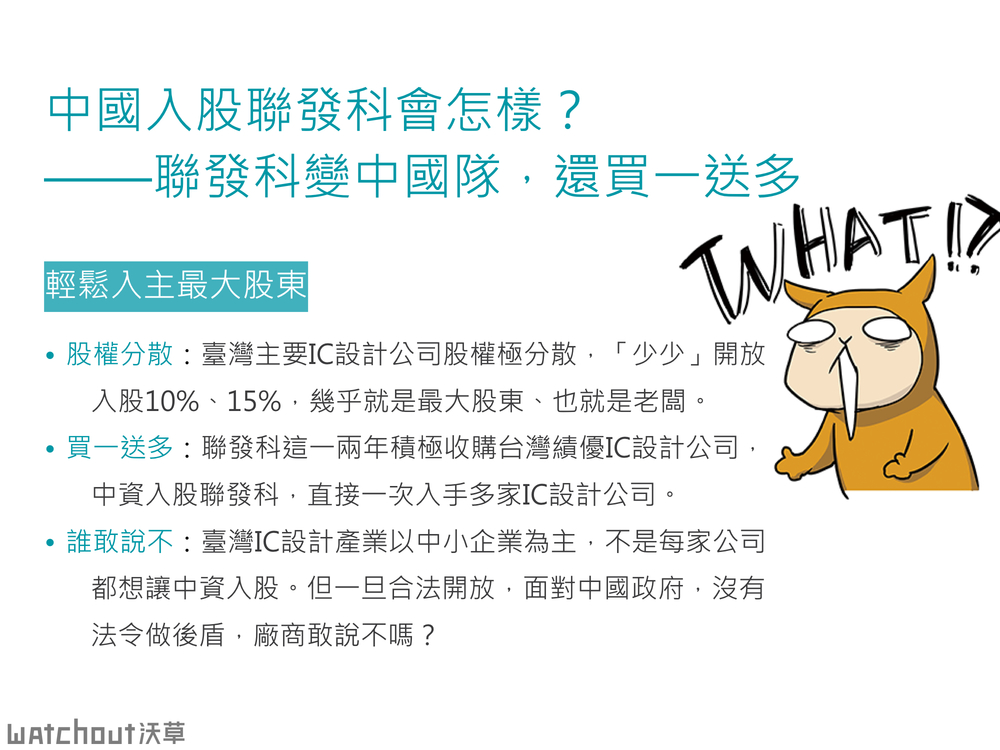 中國入股聯發科會怎樣？
——聯發科變中國隊，還買一送多
WHAT!?
輕鬆入主最大股東
• 股權分散：臺灣主要IC設計公司股權極分散，「少少」開放
入股10%、15%，幾乎就是最大股東、也就是老闆。
• 買一送多：聯發科這一兩年積極收購台灣績優IC設計公司，
中資入股聯發科，直接一次入手多家IC設計公司。
• 誰敢說不：臺灣IC設計產業以中小企業為主，不是每家公司
都想讓中資入股。但一旦合法開放，面對中國政府，沒有
法令做後盾，廠商敢說不嗎？
watchout沃草